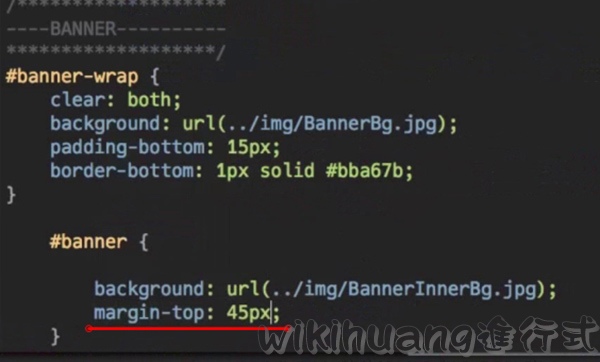 /*******************
----BANNER----------
*******************/
#banner-wrap {
    clear: both;
    background: url(../img/BannerBg.jpg);
    padding-bottom: 15px;
    border-bottom: 1px solid #bba67b;
}
    #banner {
        background: url(../img/BannerInnerBg.jpg);
        margin-top: 45px;
    }
wikihuang進行式